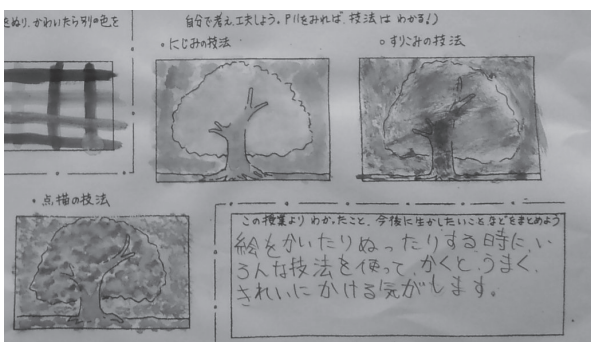 ぬり、かわいたら別の色を
自分で考え、工夫しよう。P11をみれば、技法は わかる!)
・にじみの技法
○すりこみの技法
・点描の技法
この授業より わかったこと、今後に生かしたいことなどをまとめよう
絵をかいたりぬったりする時に、い
ろんな技法を使って、かくと、うまく、
きれいにかける気がします。